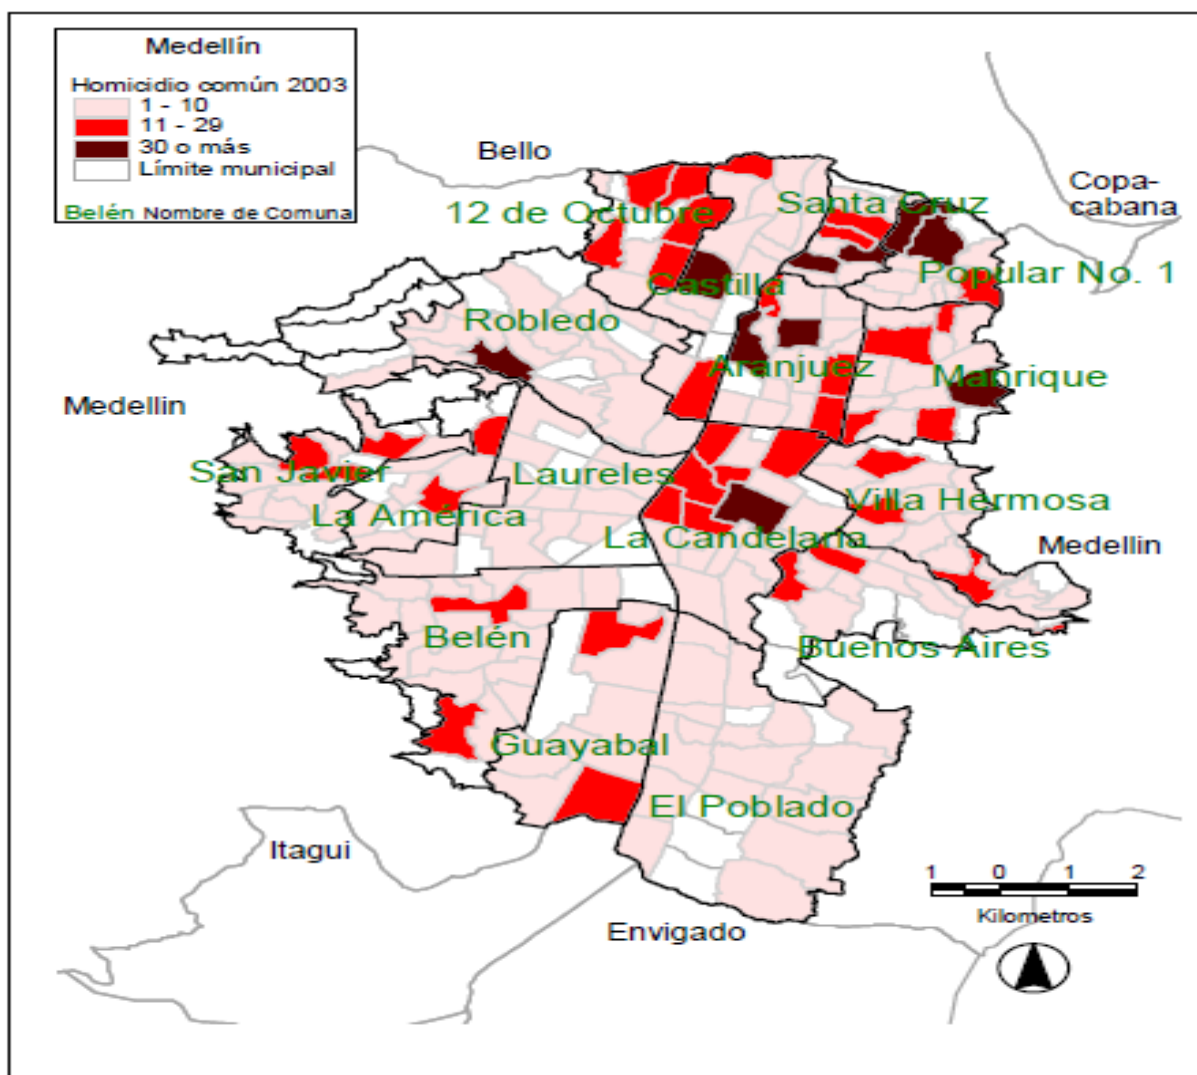 Medellín
Homicidio común 2003
1 - 10
11 - 29
30 o más
Límite municipal
Belén Nombre de Comuna
Bello
Copa-
cabana
12 de Octubre
Santa Cruz
Popular No. 1
Castilla
Robledo
Aranjuez
Manrique
Medellin
San Javier
Laureles
La América
Villa Hermosa
La Candelaria
Medellin
Belén
Buenos Aires
Guayabal
El Poblado
Itagui
1 0 1 2
Kilometros
Envigado